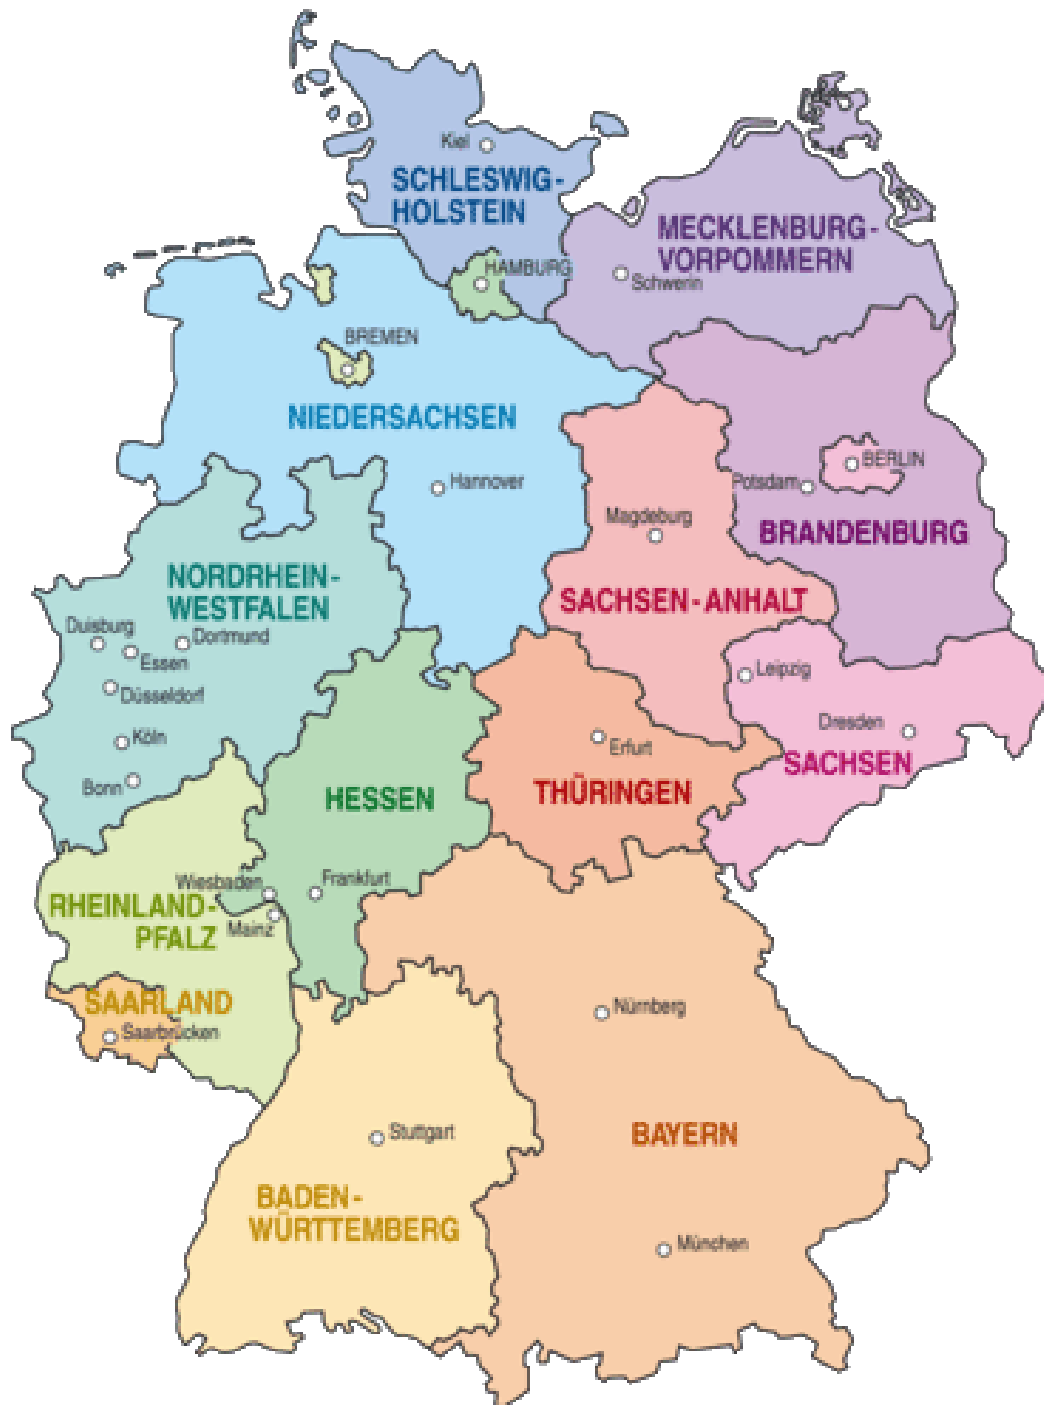 Kiel
SCHLESWIG-
HOLSTEIN
MECKLENBURG-
VORPOMMERN
HAMBURG
Schwerin
BREMEN
NIEDERSACHSEN
BERLIN
Hannover
Potsdam
Magdeburg
BRANDENBURG
NORDRHEIN-
WESTFALEN
SACHSEN-ANHALT
Duisburg
Dortmund
Essen
Leipzig
Düsseldorf
Dresden
Köln
Erfurt
SACHSEN
Bonn
HESSEN
THÜRINGEN
Wiesbaden
Frankfurt
RHEINLAND-
PFALZ
Mainz
SAARLAND
Nürnberg
Saarbrücken
Stuttgart
BAYERN
BADEN-
WÜRTTEMBERG
München